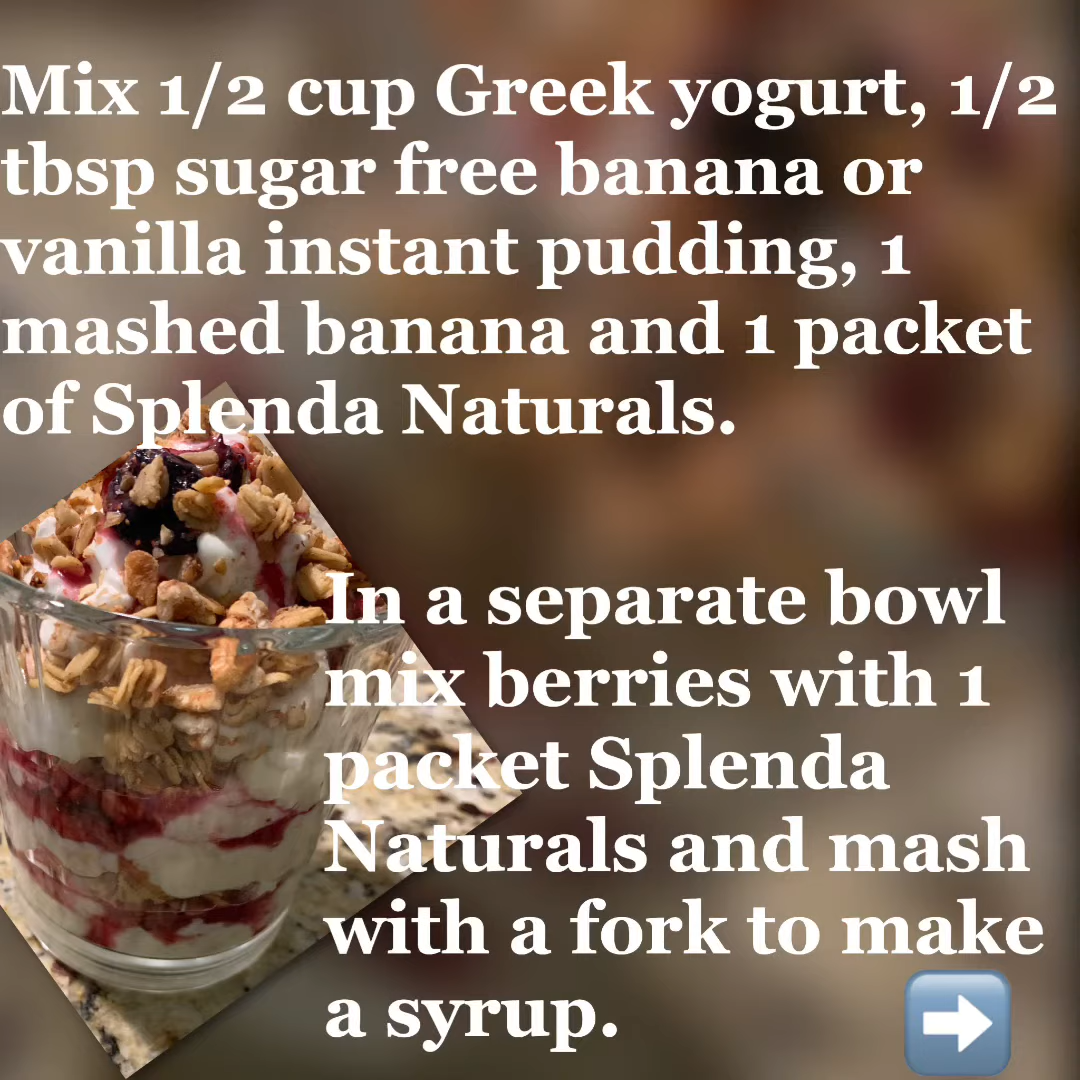 Mix 1/2 cup Greek yogurt, 1/2
tbsp sugar free banana or
vanilla instant pudding, 1
mashed banana and 1 packet
of Splenda Naturals.
In a separate bowl
mix berries with 1
packet Splenda
Naturals and mash
with a fork to make
a syrup.